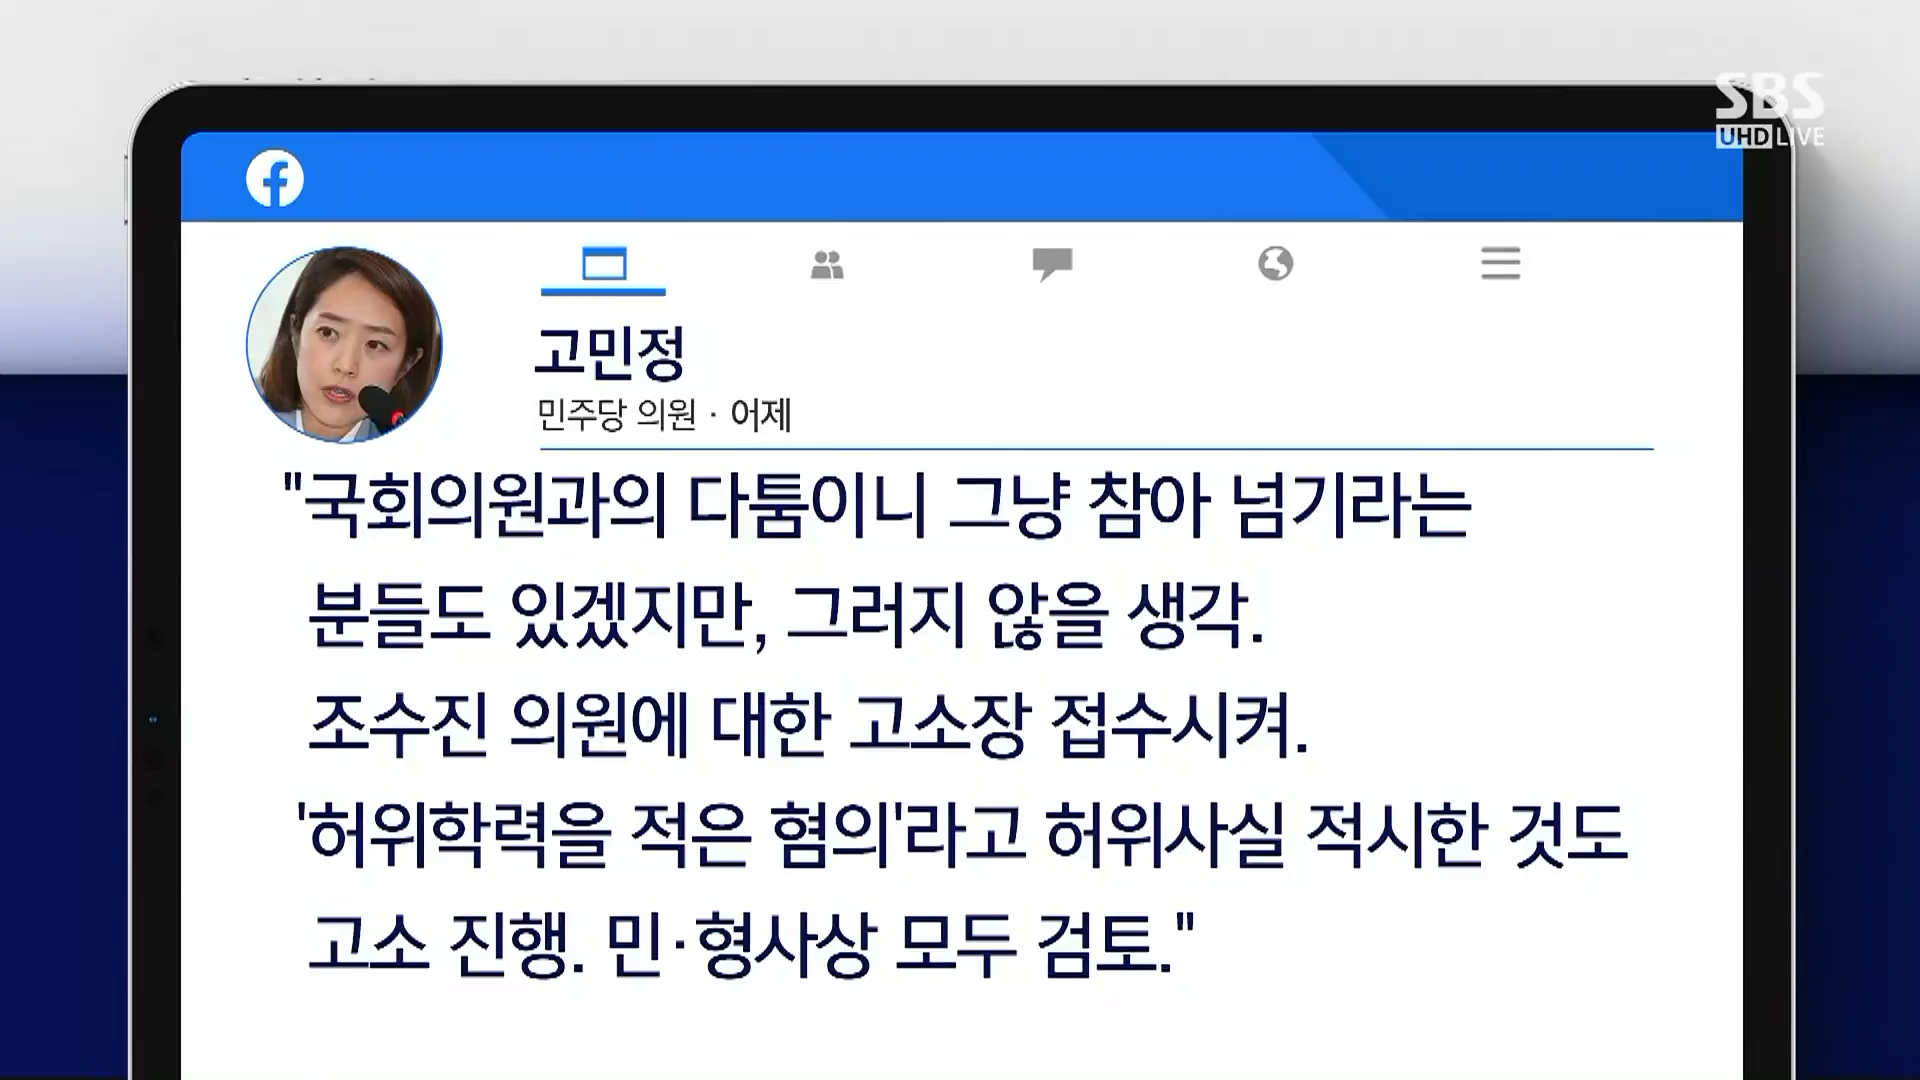 SBS
UHD LIVE
고민정
민주당 의원 · 어제
"국회의원과의 다툼이니 그냥 참아 넘기라는
분들도 있겠지만, 그러지 않을 생각.
조수진 의원에 대한 고소장 접수시켜.
'허위학력을 적은 혐의'라고 허위사실 적시한 것도
고소 진행. 민·형사상 모두 검토."